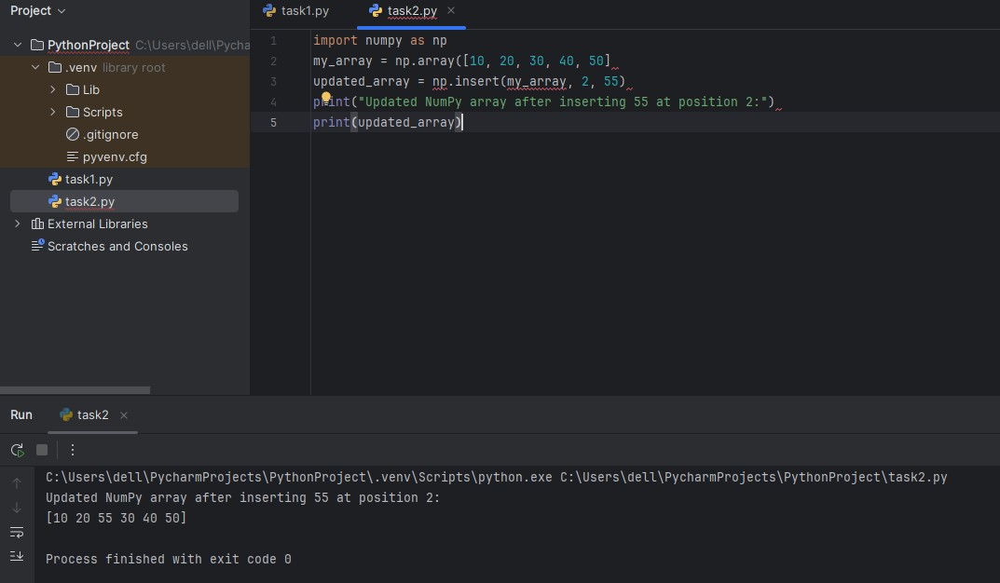 Project
task1.py
task2.py
PythonProject C:\Users\dell\Pycha
.venv library root
Lib
Scripts
.gitignore
pyvenv.cfg
task1.py
task2.py
External Libraries
Scratches and Consoles
1 import numpy as np
2 my_array = np.array([10, 20, 30, 40, 50]
3 updated_array = np.insert(my_array, 2, 55)
4 print("Updated NumPy array after inserting 55 at position 2:")
5 print(updated_array)
Run
task2
C:\Users\dell\PycharmProjects\PythonProject\.venv\Scripts\python.exe C:\Users\dell\PycharmProjects\PythonProject\task2.py
Updated NumPy array after inserting 55 at position 2:
[10 20 55 30 40 50]
Process finished with exit code 0